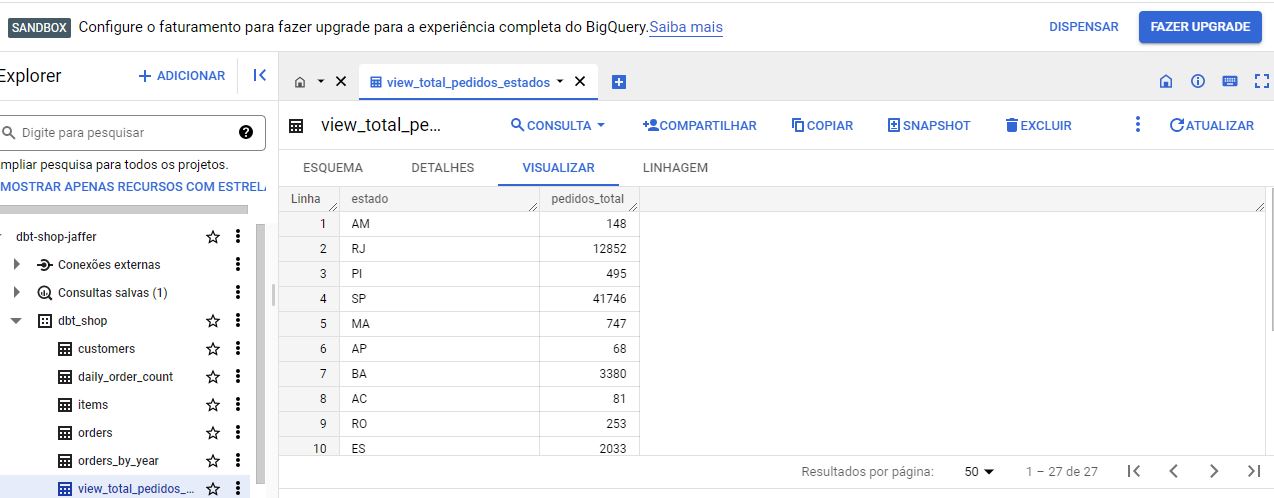 SANDBOX Configure o faturamento para fazer upgrade para a experiência completa do BigQuery. Saiba mais DISPENSAR FAZER UPGRADE
Explorer + ADICIONAR
Digite para pesquisar
mpliar pesquisa para todos os projetos.
MOSTRAR APENAS RECURSOS COM ESTREL
dbt-shop-jaffer
Conexões externas
Consultas salvas (1)
dbt_shop
customers
daily_order_count
items
orders
orders_by_year
view_total_pedidos_...
view_total_pedidos_estados
view_total_pe... CONSULTA COMPARTILHAR COPIAR SNAPSHOT EXCLUIR ATUALIZAR
ESQUEMA DETALHES VISUALIZAR LINHAGEM
Linha estado pedidos_total
1 AM 148
2 RJ 12852
3 PI 495
4 SP 41746
5 MA 747
6 AP 68
7 BA 3380
8 AC 81
9 RO 253
10 ES 2033
Resultados por página: 50 1 – 27 de 27